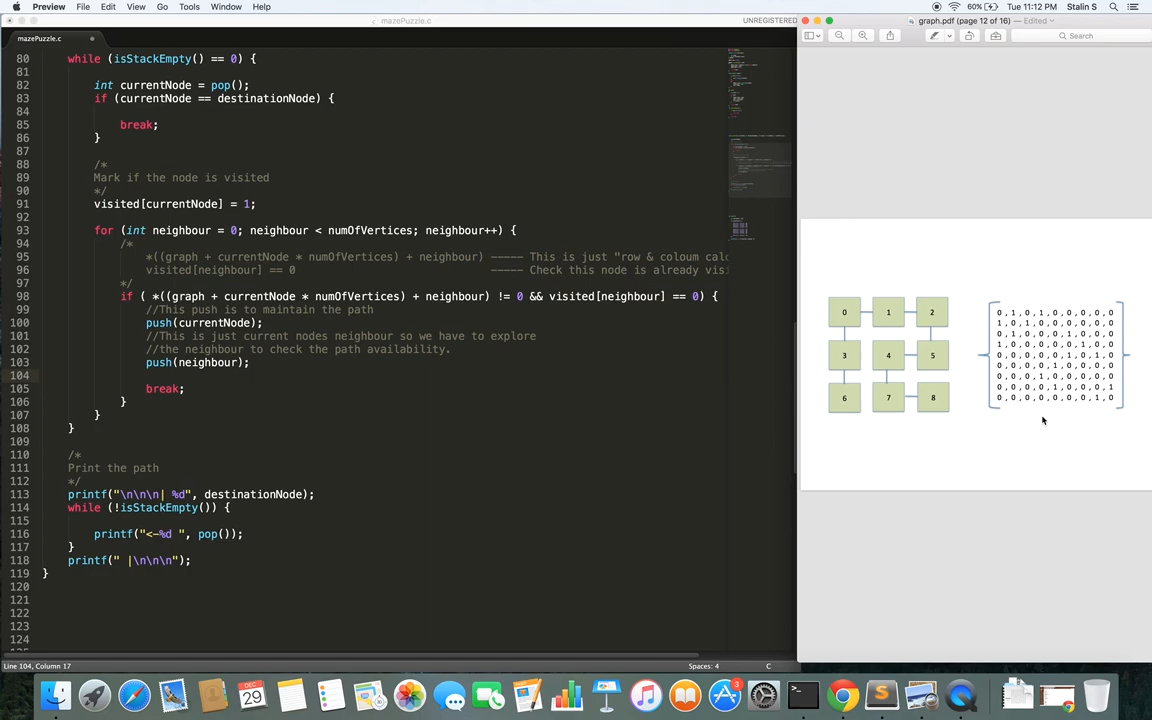 Preview File Edit View Go Tools Window Help 60% Tue 11:12 PM Stalin S
mazePuzzle.c UNREGISTERED
graph.pdf (page 12 of 16) — Edited
mazePuzzle.c
Search
80 while (isStackEmpty() == 0) {
81
82 int currentNode = pop();
83 if (currentNode == destinationNode) {
84
85 break;
86 }
87
88 /*
89 Mark if the node is visited
90 */
91 visited[currentNode] = 1;
92
93 for (int neighbour = 0; neighbour < numOfVertices; neighbour++) {
94 /*
95 *((graph + currentNode * numOfVertices) + neighbour) ----- This is just "row & coloum calc
96 visited[neighbour] == 0 ----- Check this node is already visi
97 */
98 if ( *((graph + currentNode * numOfVertices) + neighbour) != 0 && visited[neighbour] == 0) {
99 //This push is to maintain the path
100 push(currentNode);
101 //This is just current nodes neighbour so we have to explore
102 //the neighbour to check the path availability.
103 push(neighbour);
104
105 break;
106 }
107 }
108 }
109
110 /*
111 Print the path
112 */
113 printf("\n\n\n| %d", destinationNode);
114 while (!isStackEmpty()) {
115
116 printf("<-%d ", pop());
117 }
118 printf(" |\n\n\n");
119 }
120
121
122
123
124
0 1 2
3 4 5
6 7 8
0 , 1 , 0 , 1 , 0 , 0 , 0 , 0 , 0
1 , 0 , 1 , 0 , 0 , 0 , 0 , 0 , 0
0 , 1 , 0 , 0 , 0 , 1 , 0 , 0 , 0
1 , 0 , 0 , 0 , 0 , 0 , 1 , 0 , 0
0 , 0 , 0 , 0 , 0 , 1 , 0 , 1 , 0
0 , 0 , 1 , 0 , 1 , 0 , 0 , 0 , 0
0 , 0 , 0 , 1 , 0 , 0 , 0 , 0 , 0
0 , 0 , 0 , 0 , 1 , 0 , 0 , 0 , 1
0 , 0 , 0 , 0 , 0 , 0 , 0 , 1 , 0
Line 104, Column 17 Spaces: 4 C
DEC
29
3